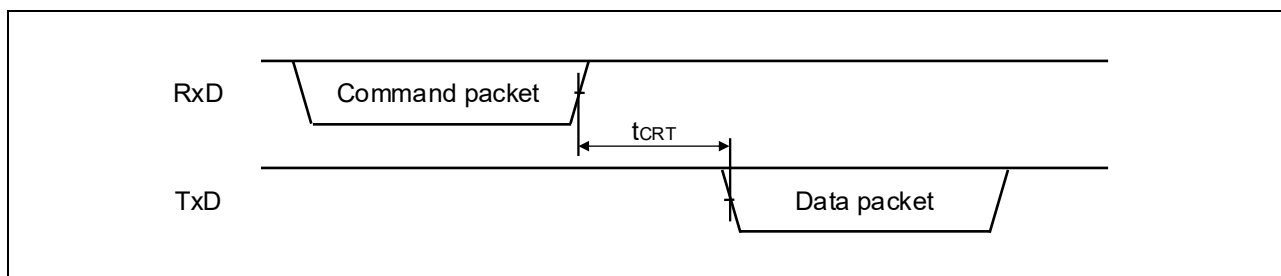 RxD Command packet
tCRT
TxD Data packet